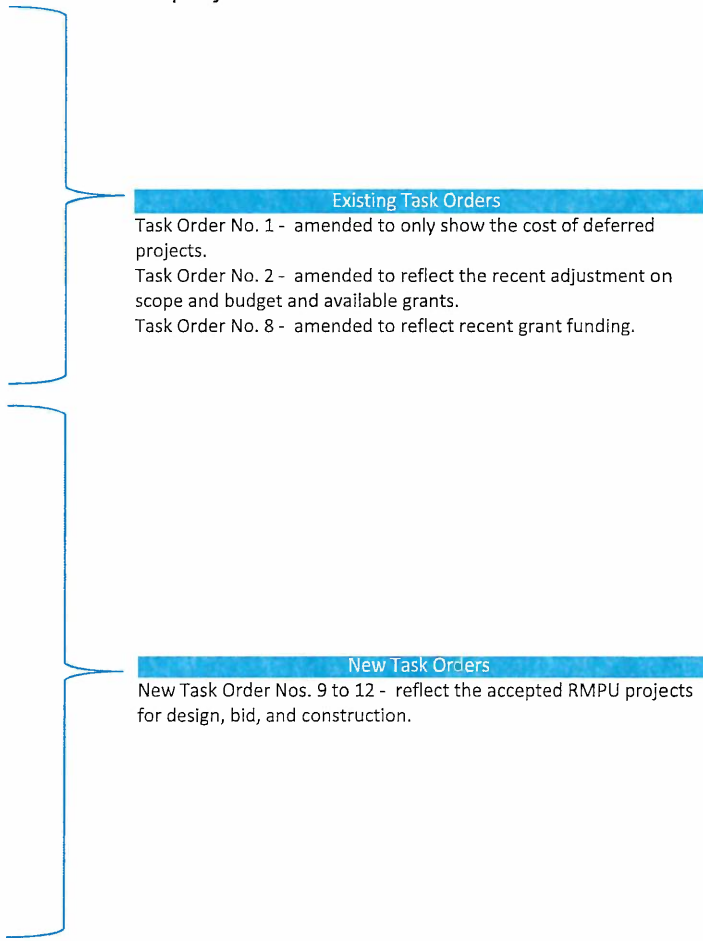 Existing Task Orders
Task Order No. 1 - amended to only show the cost of deferred
projects.
Task Order No. 2 - amended to reflect the recent adjustment on
scope and budget and available grants.
Task Order No. 8 - amended to reflect recent grant funding.
New Task Orders
New Task Order Nos. 9 to 12 - reflect the accepted RMPU projects
for design, bid, and construction.